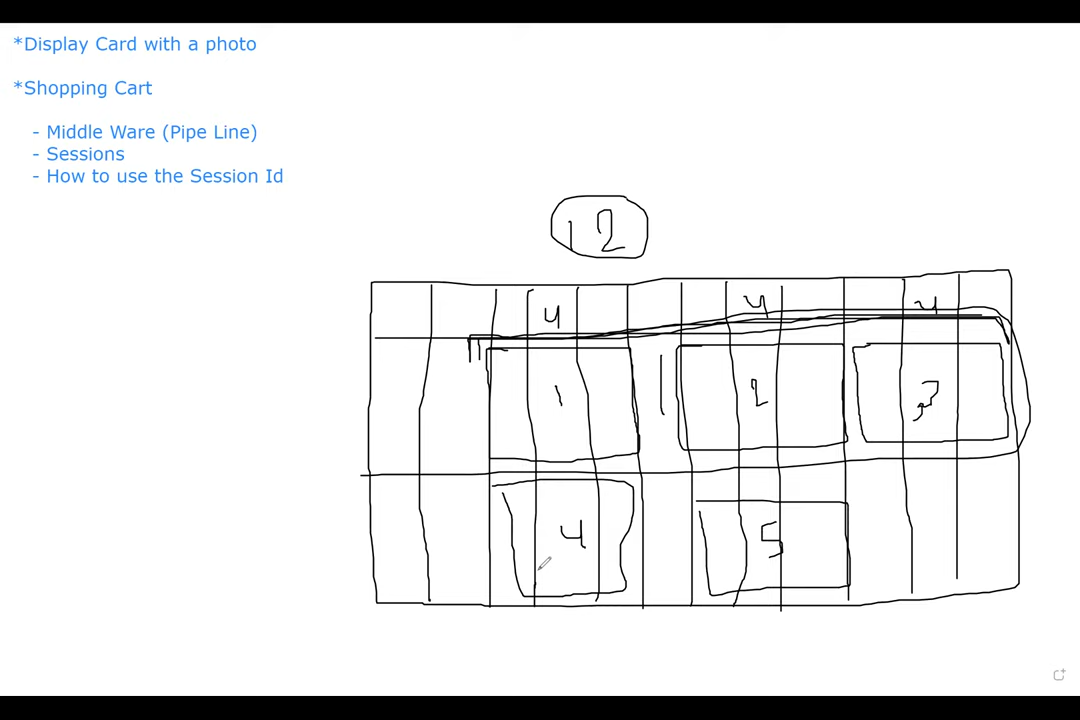 *Display Card with a photo
*Shopping Cart
- Middle Ware (Pipe Line)
- Sessions
- How to use the Session Id
12
4 4 4
1 2 3
4 5